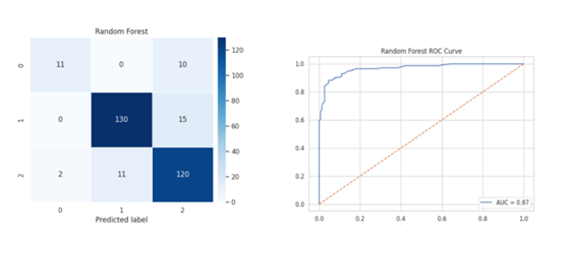 Random Forest
0 11 0 10
1 0 130 15
2 2 11 120
0 1 2
Predicted label
120
100
80
60
40
20
0
Random Forest ROC Curve
1.0
0.8
0.6
0.4
0.2
0.0
0.0 0.2 0.4 0.6 0.8 1.0
AUC = 0.97